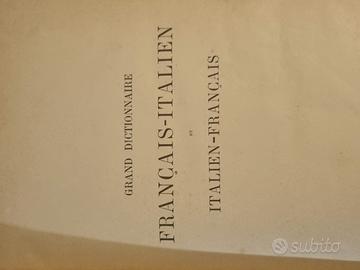 GRAND DICTIONNAIRE
FRANÇAIS-ITALIEN
ET
ITALIEN-FRANÇAIS
subito